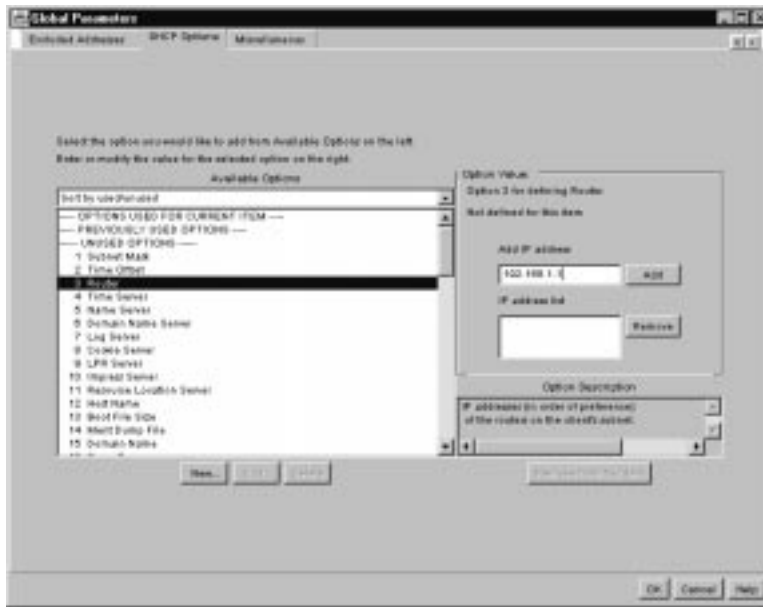 Global Parameters
Excluded Addresses DHCP Options Miscellaneous
Select the option you would like to add from Available Options on the left.
Enter or modify the value for the selected option on the right.
Available Options
Sort by used/unused
---- OPTIONS USED FOR CURRENT ITEM ----
---- PREVIOUSLY USED OPTIONS ----
---- UNUSED OPTIONS ----
1 Subnet Mask
2 Time Offset
3 Router
4 Time Server
5 Name Server
6 Domain Name Server
7 Log Server
8 Cookie Server
9 LPR Server
10 Impress Server
11 Resource Location Server
12 Host Name
13 Boot File Size
14 Merit Dump File
15 Domain Name
New...
Option Value
Option 3 for defining Router
Not defined for this item
Add IP address
192.168.1.1
Add
IP address list
Remove
Option Description
IP addresses (in order of preference)
of the routers on the client's subnet.
OK Cancel Help